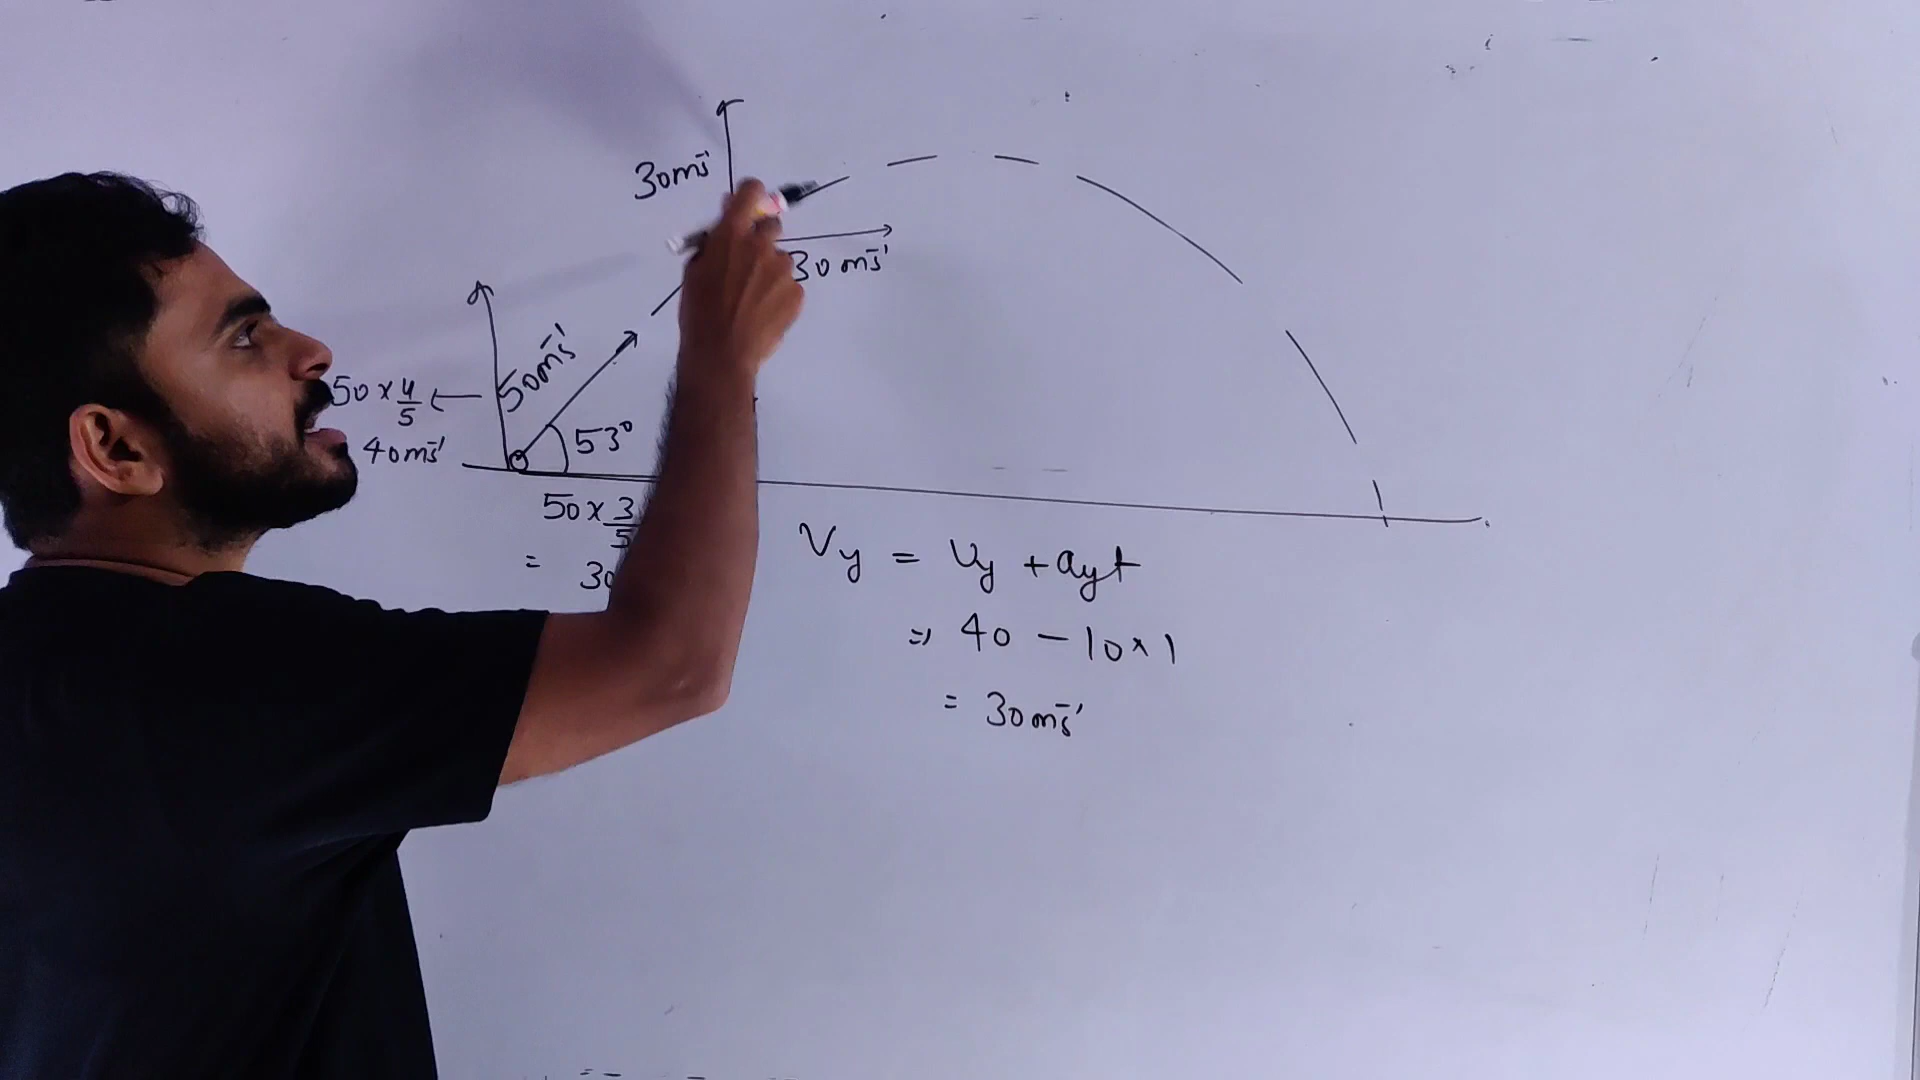 30ms⁻¹
30ms⁻¹
50ms⁻¹
50 × 4/5 ←
40ms⁻¹
53°
50 × 3/5
= 30
Vy = Uy + ayt
=> 40 - 10 × 1
= 30ms⁻¹